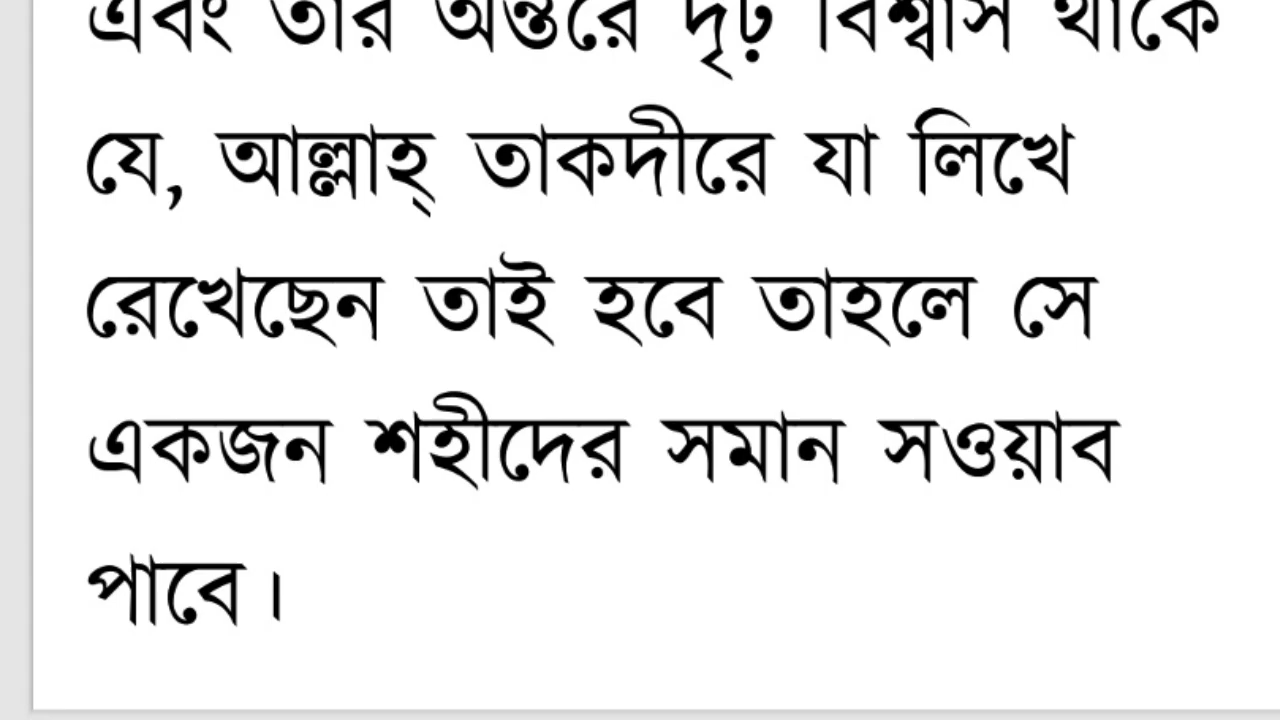 এবং তার অন্তরে দৃঢ় বিশ্বাস থাকে
যে, আল্লাহ্ তাকদীরে যা লিখে
রেখেছেন তাই হবে তাহলে সে
একজন শহীদের সমান সওয়াব
পাবে।